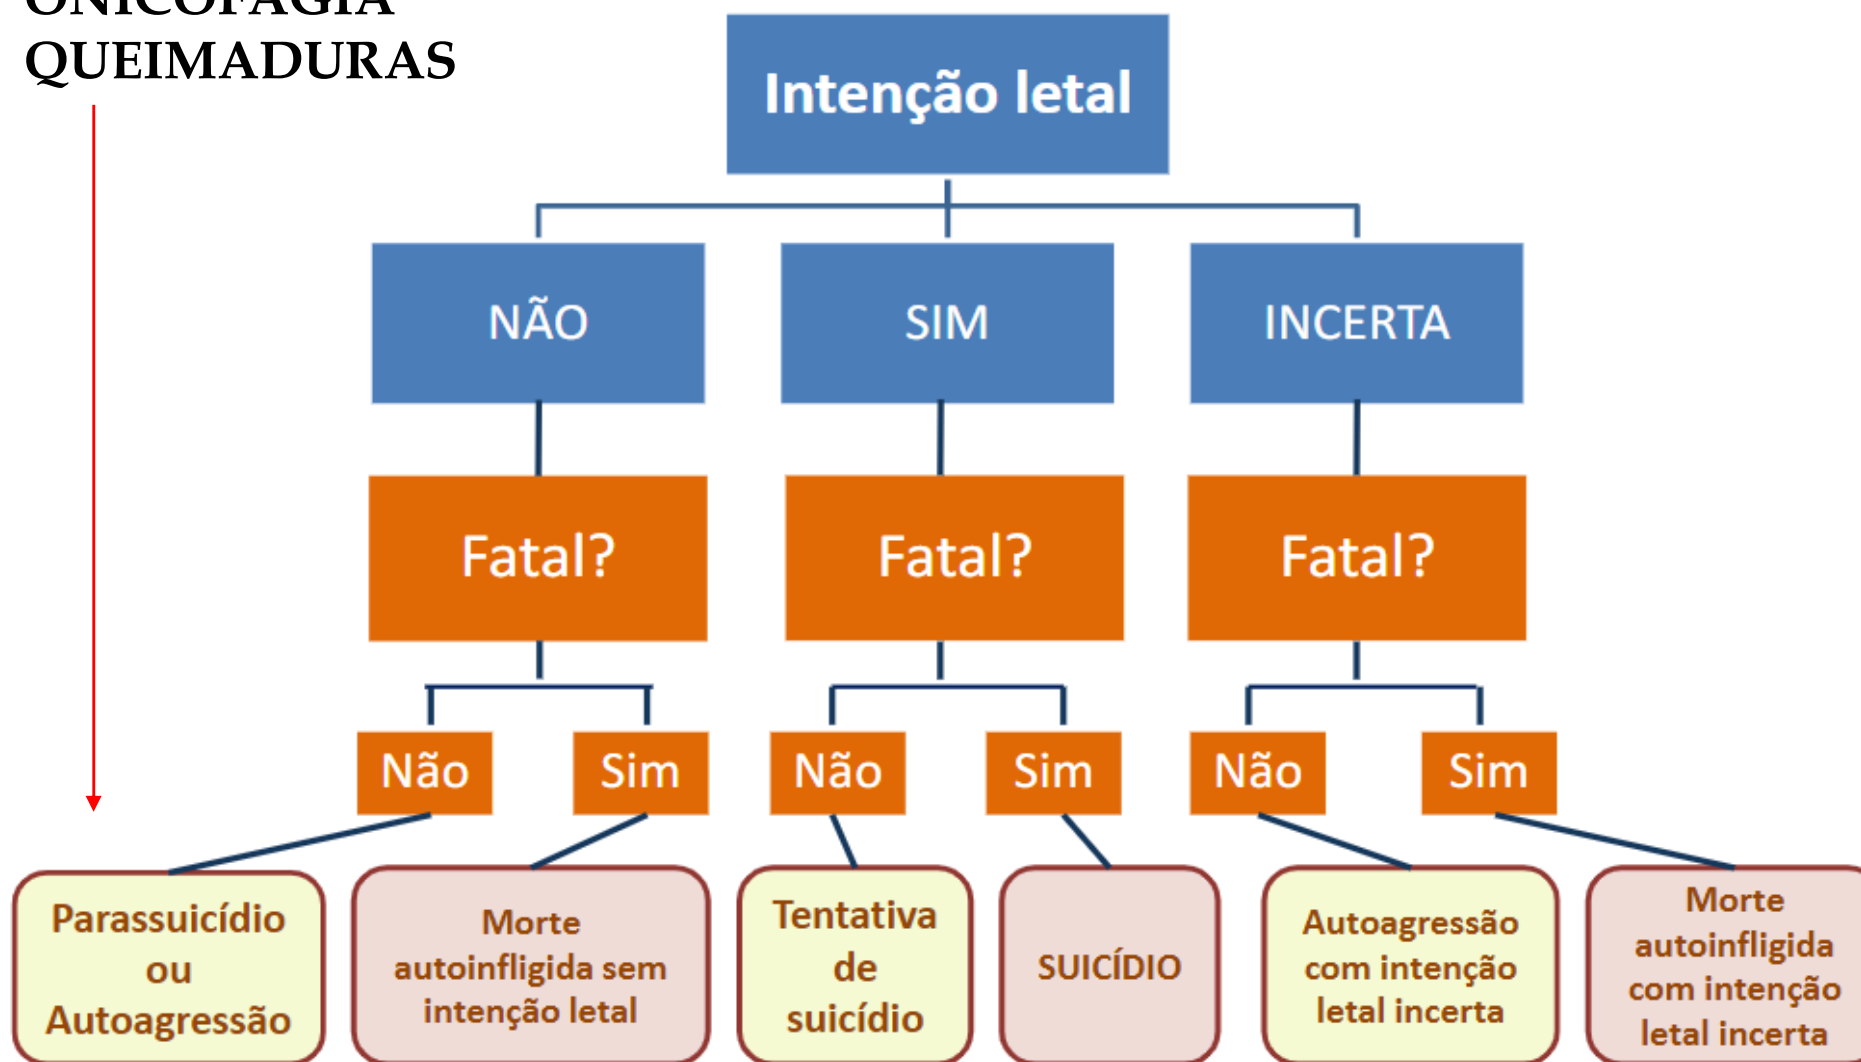 ONICOFAGIA
QUEIMADURAS
Intenção letal
NÃO
SIM
INCERTA
Fatal?
Fatal?
Fatal?
Não
Sim
Não
Sim
Não
Sim
Parassuicídio
ou
Autoagressão
Morte
autoinfligida sem
intenção letal
Tentativa
de
suicídio
SUICÍDIO
Autoagressão
com intenção
letal incerta
Morte
autoinfligida
com intenção
letal incerta